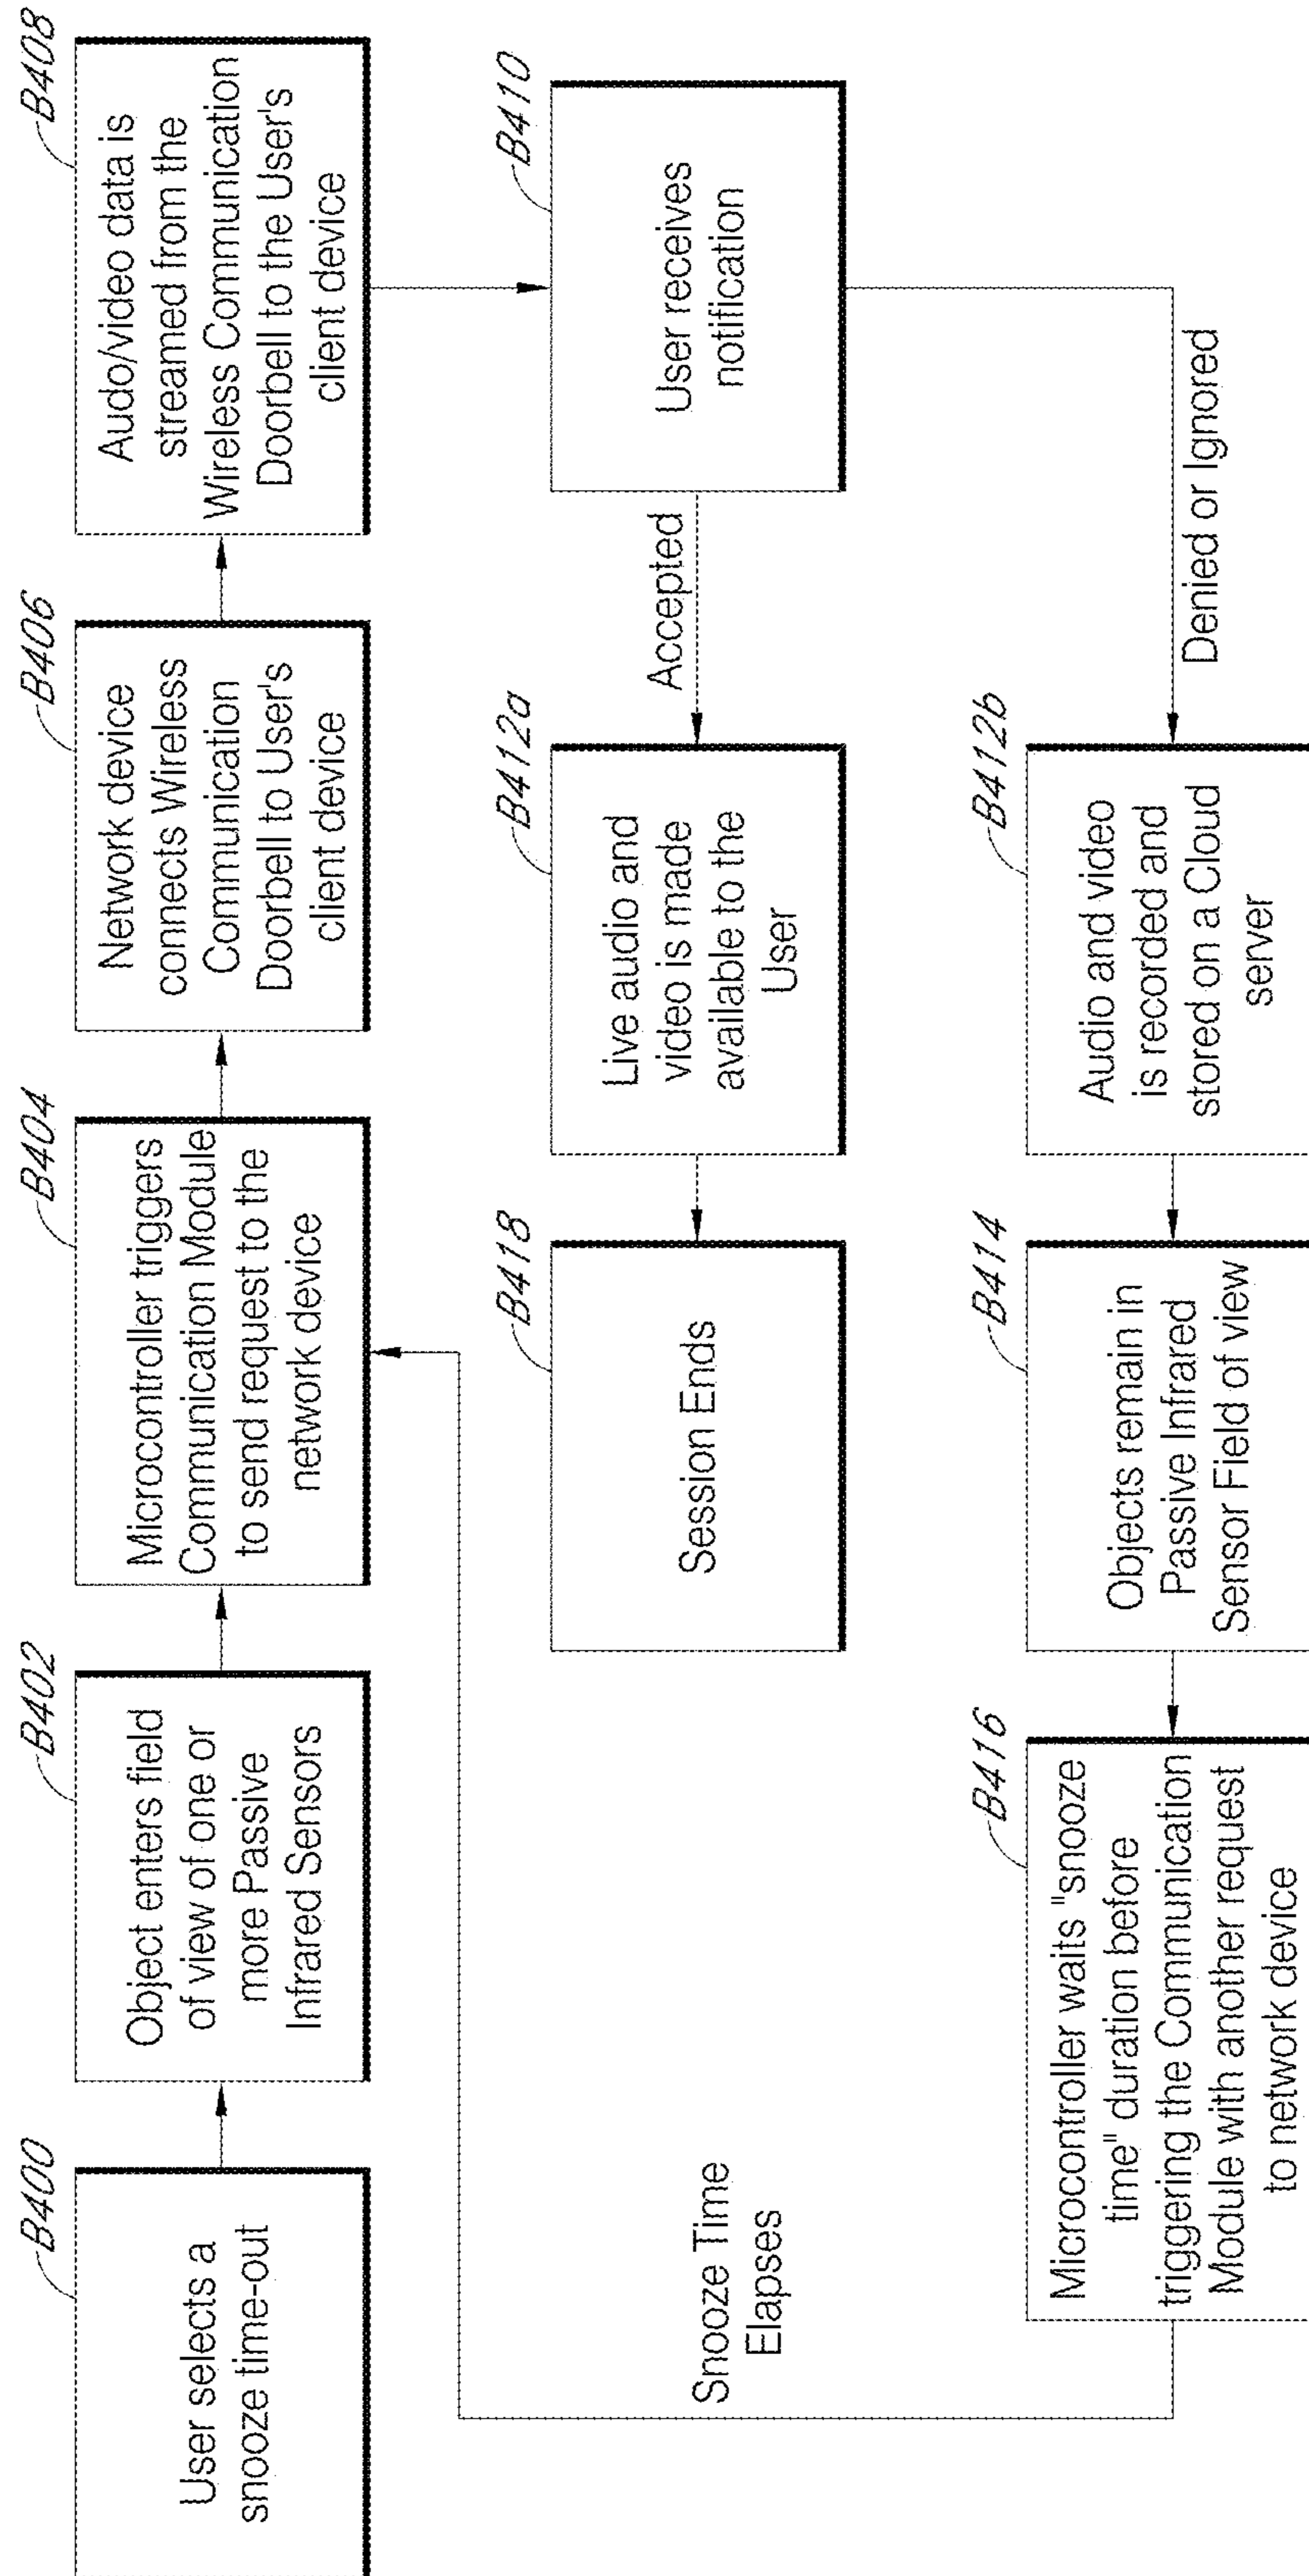 B400
User selects a
snooze time-out
B402
Object enters field
of view of one or
more Passive
Infrared Sensors
B404
Microcontroller triggers
Communication Module
to send request to the
network device
B406
Network device
connects Wireless
Communication
Doorbell to User's
client device
B408
Audo/video data is
streamed from the
Wireless Communication
Doorbell to the User's
client device
B410
User receives
notification
Accepted
B412a
Live audio and
video is made
available to the
User
B418
Session Ends
Denied or Ignored
B412b
Audio and video
is recorded and
stored on a Cloud
server
B414
Objects remain in
Passive Infrared
Sensor Field of view
B416
Microcontroller waits "snooze
time" duration before
triggering the Communication
Module with another request
to network device
Snooze Time
Elapses